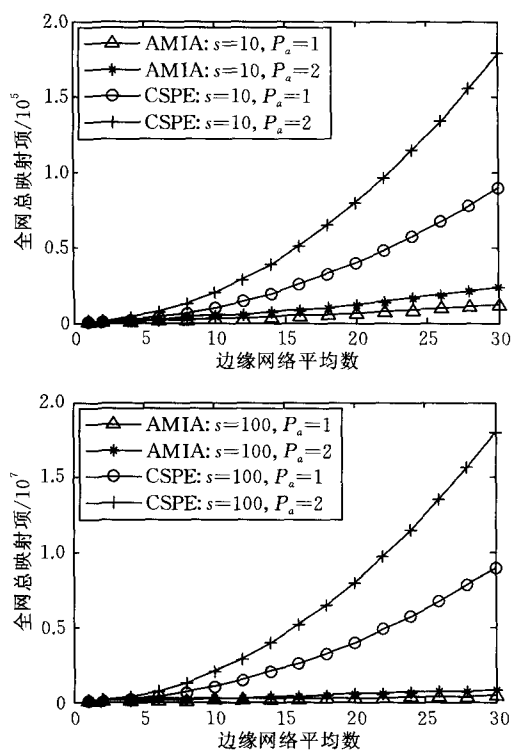 2.0
1.5
1.0
0.5
0
全网总映射项/10⁵
AMIA: s=10, Pₐ=1
AMIA: s=10, Pₐ=2
CSPE: s=10, Pₐ=1
CSPE: s=10, Pₐ=2
0 5 10 15 20 25 30
边缘网络平均数
2.0
1.5
1.0
0.5
0
全网总映射项/10⁷
AMIA: s=100, Pₐ=1
AMIA: s=100, Pₐ=2
CSPE: s=100, Pₐ=1
CSPE: s=100, Pₐ=2
0 5 10 15 20 25 30
边缘网络平均数